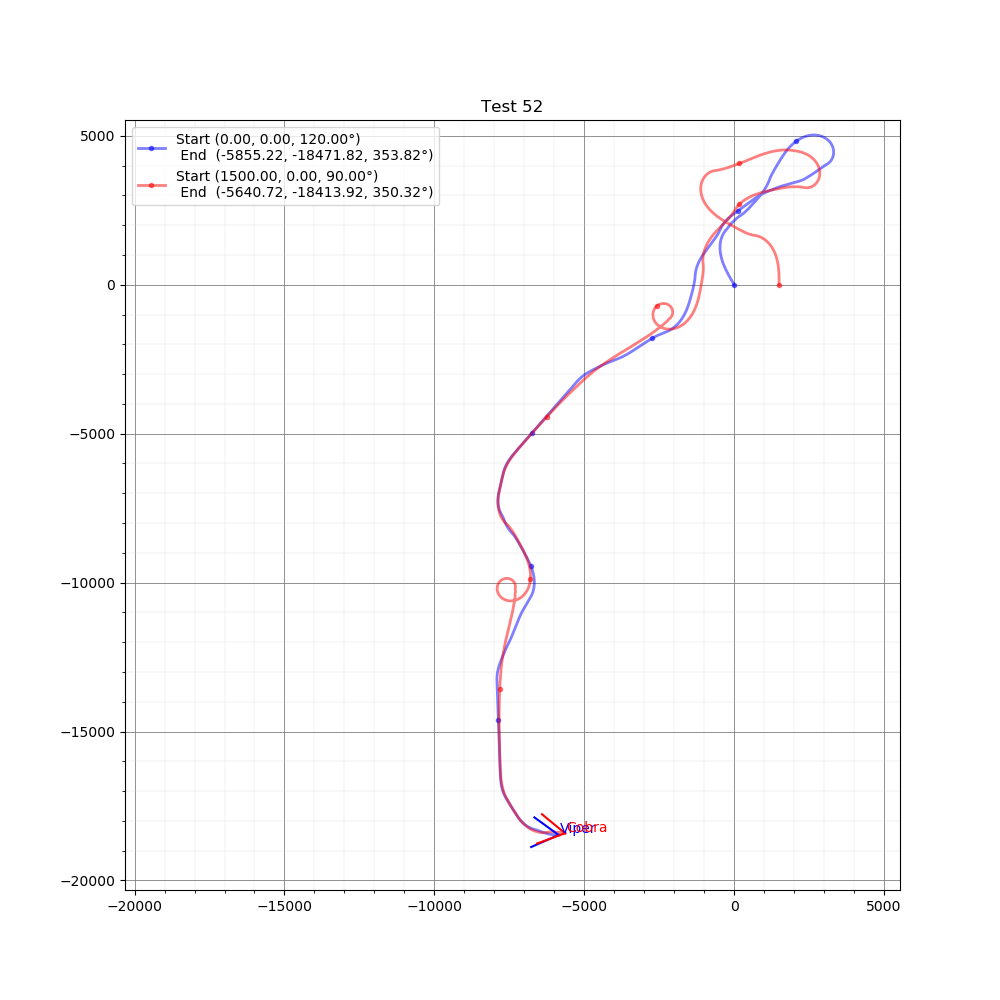 Test 52
Start (0.00, 0.00, 120.00°)
End (-5855.22, -18471.82, 353.82°)
Start (1500.00, 0.00, 90.00°)
End (-5640.72, -18413.92, 350.32°)
5000
0
−5000
−10000
−15000
−20000
Viper
Cobra
−20000 −15000 −10000 −5000 0 5000